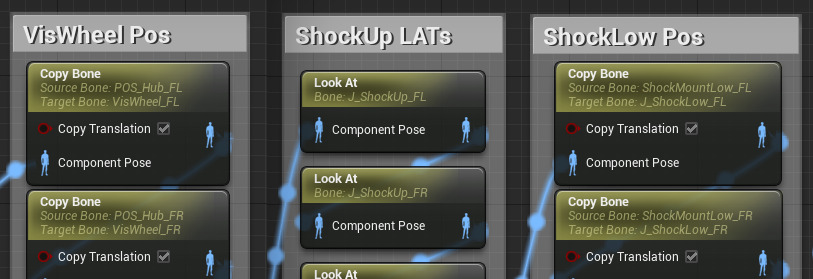 VisWheel Pos
Copy Bone
Source Bone: POS_Hub_FL
Target Bone: VisWheel_FL
Copy Translation
Component Pose
Copy Bone
Source Bone: POS_Hub_FR
Target Bone: VisWheel_FR
Copy Translation
ShockUp LATs
Look At
Bone: J_ShockUp_FL
Component Pose
Look At
Bone: J_ShockUp_FR
Component Pose
Look At
ShockLow Pos
Copy Bone
Source Bone: ShockMountLow_FL
Target Bone: J_ShockLow_FL
Copy Translation
Component Pose
Copy Bone
Source Bone: ShockMountLow_FR
Target Bone: J_ShockLow_FR
Copy Translation